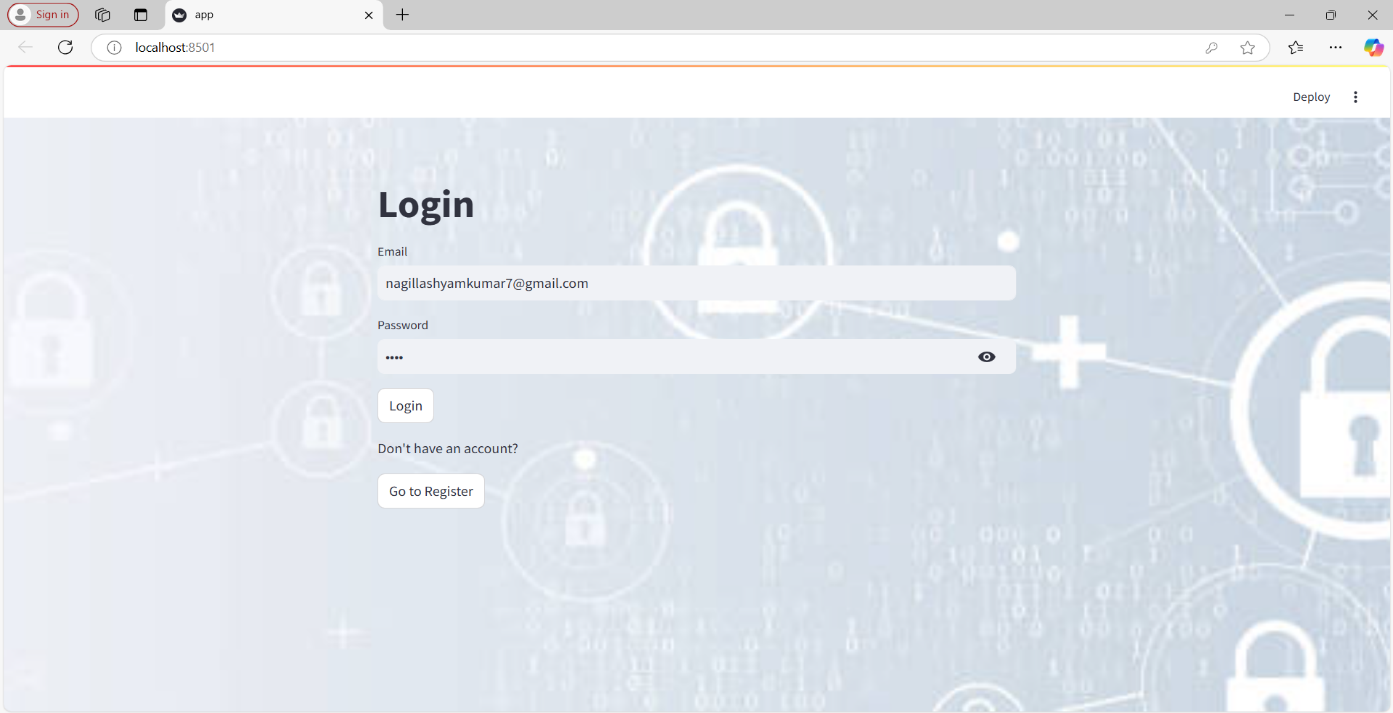 Sign in
app
localhost:8501
Deploy
Login
Email
nagillashyamkumar7@gmail.com
Password
••••
Login
Don't have an account?
Go to Register